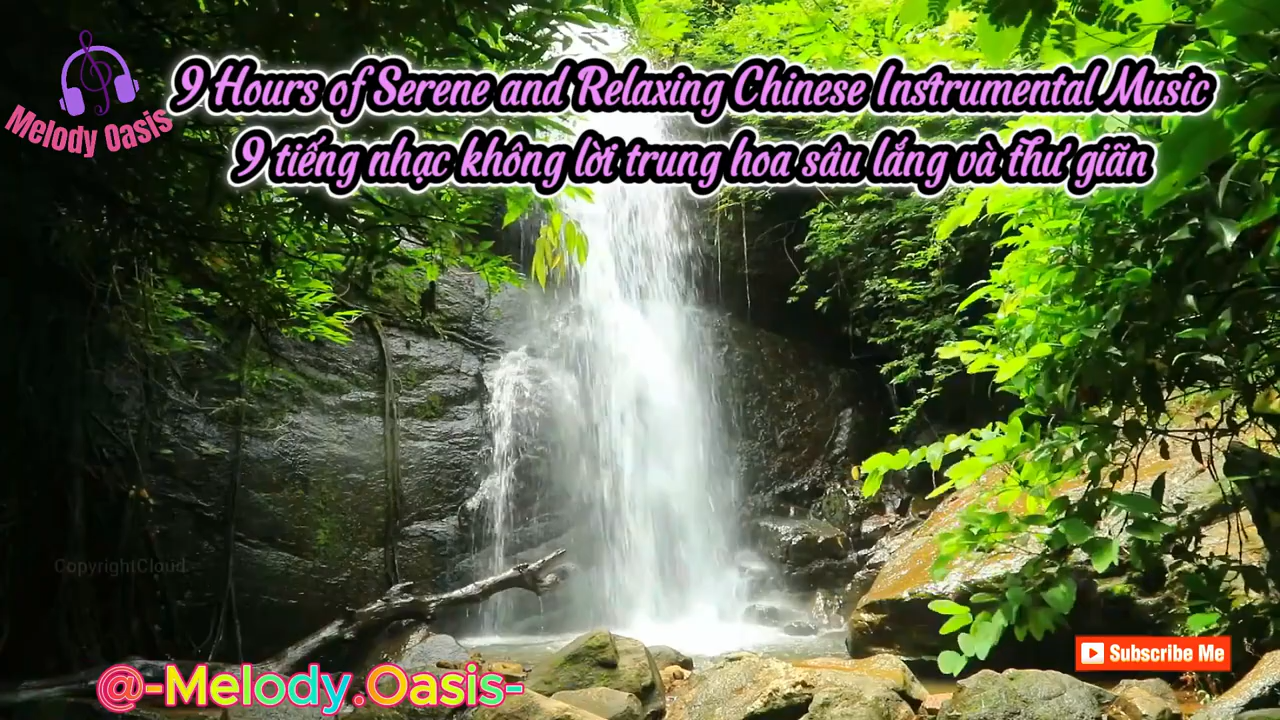 Melody Oasis
9 Hours of Serene and Relaxing Chinese Instrumental Music
9 tiếng nhạc không lời trung hoa sâu lắng và thư giãn
CopyrightCloud
@-Melody.Oasis-
Subscribe Me